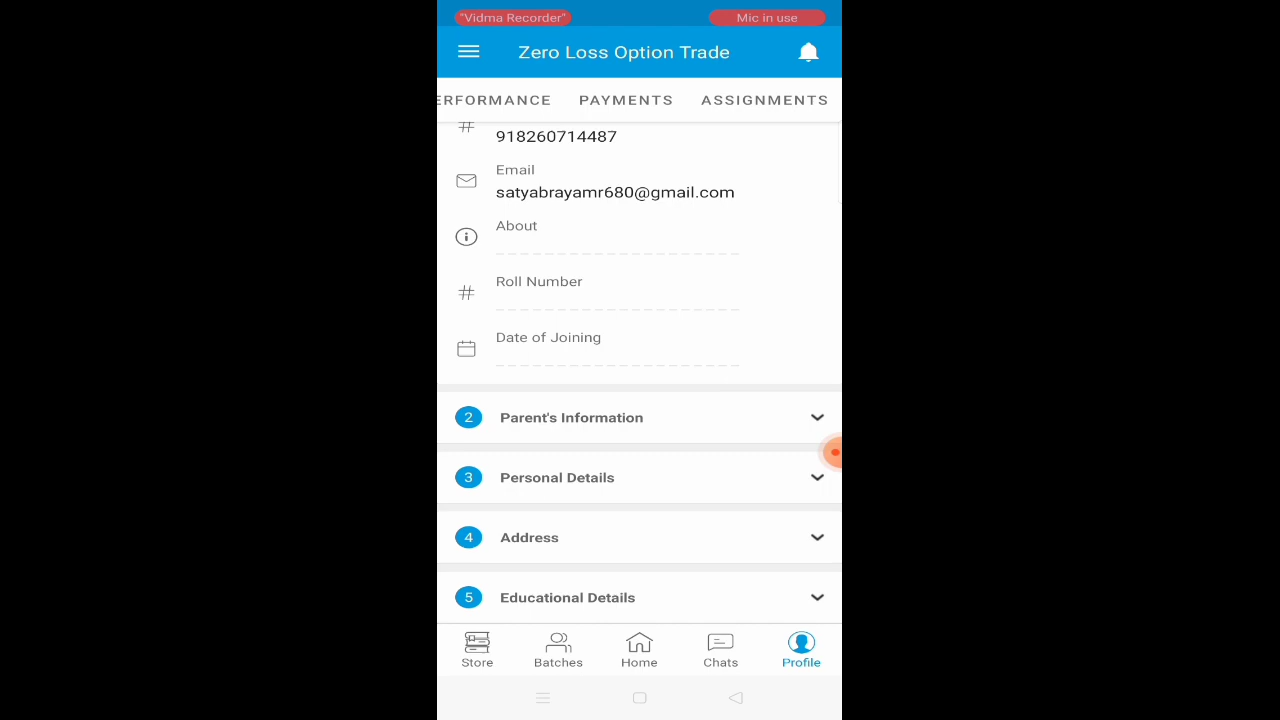 "Vidma Recorder"
Mic in use
Zero Loss Option Trade
ERFORMANCE PAYMENTS ASSIGNMENTS
918260714487
Email
satyabrayamr680@gmail.com
About
Roll Number
Date of Joining
2 Parent's Information
3 Personal Details
4 Address
5 Educational Details
Store Batches Home Chats Profile